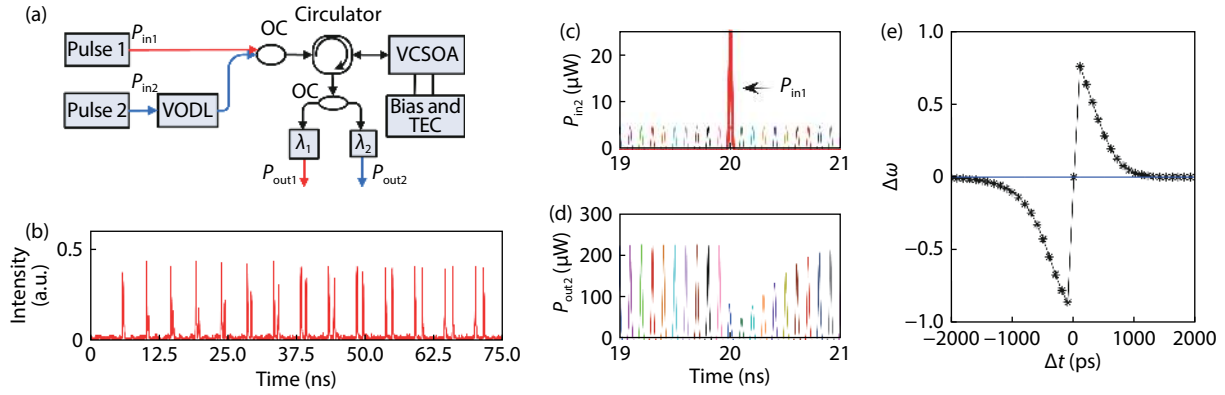 (a)
Circulator
OC
Pulse 1
P_in1
VCSOA
P_in2
Pulse 2
VODL
OC
Bias and
TEC
λ1
λ2
P_out1
P_out2
(b)
Intensity
(a.u.)
0.5
0
0
12.5
25.0
37.5
50.0
62.5
75.0
Time (ns)
(c)
P_in2 (μW)
20
10
0
P_in1
19
20
21
(d)
P_out2 (μW)
300
200
100
0
19
20
21
Time (ns)
(e)
Δω
1.0
0.5
0
−0.5
−1.0
−2000
−1000
0
1000
2000
Δt (ps)